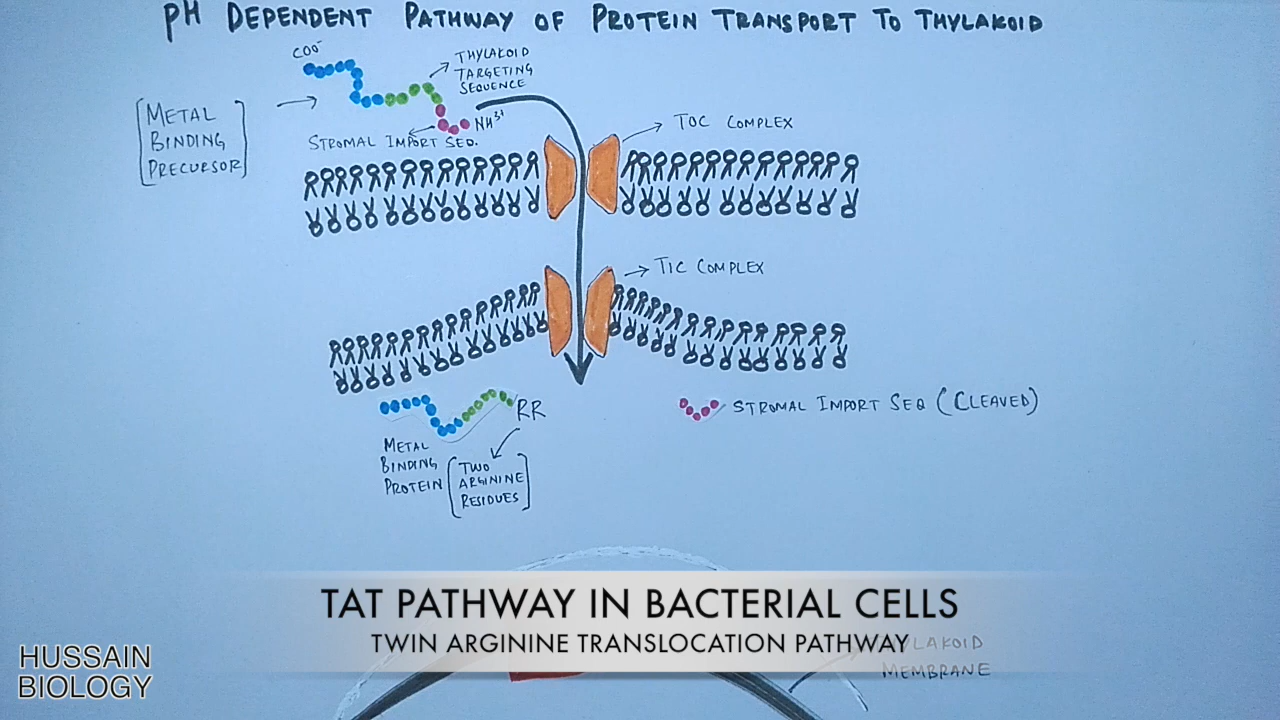 pH DEPENDENT PATHWAY OF PROTEIN TRANSPORT TO THYLAKOID
COO⁻
THYLAKOID
TARGETING
SEQUENCE
METAL
BINDING
PRECURSOR
NH³⁺
STROMAL IMPORT SEQ.
TOC COMPLEX
TIC COMPLEX
RR
STROMAL IMPORT SEQ (CLEAVED)
METAL
BINDING
PROTEIN
TWO
ARGININE
RESIDUES
TAT PATHWAY IN BACTERIAL CELLS
TWIN ARGININE TRANSLOCATION PATHWAY
MEMBRANE
HUSSAIN
BIOLOGY